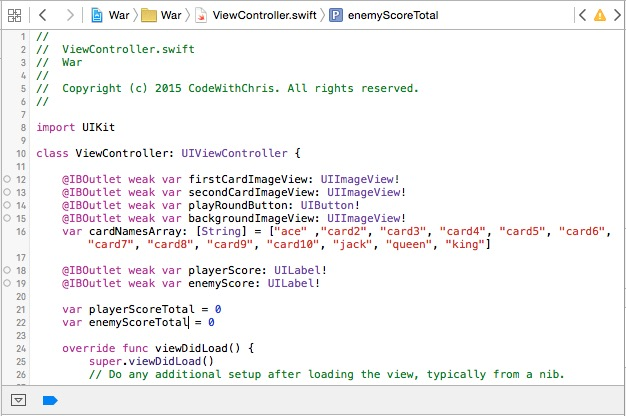 War > War > ViewController.swift > P enemyScoreTotal
1 //
2 //  ViewController.swift
3 //  War
4 //
5 //  Copyright (c) 2015 CodeWithChris. All rights reserved.
6 //
7
8 import UIKit
9
10 class ViewController: UIViewController {
11
12     @IBOutlet weak var firstCardImageView: UIImageView!
13     @IBOutlet weak var secondCardImageView: UIImageView!
14     @IBOutlet weak var playRoundButton: UIButton!
15     @IBOutlet weak var backgroundImageView: UIImageView!
16     var cardNamesArray: [String] = ["ace" ,"card2", "card3", "card4", "card5", "card6",
"card7", "card8", "card9", "card10", "jack", "queen", "king"]
17
18     @IBOutlet weak var playerScore: UILabel!
19     @IBOutlet weak var enemyScore: UILabel!
20
21     var playerScoreTotal = 0
22     var enemyScoreTotal = 0
23
24     override func viewDidLoad() {
25         super.viewDidLoad()
26         // Do any additional setup after loading the view, typically from a nib.